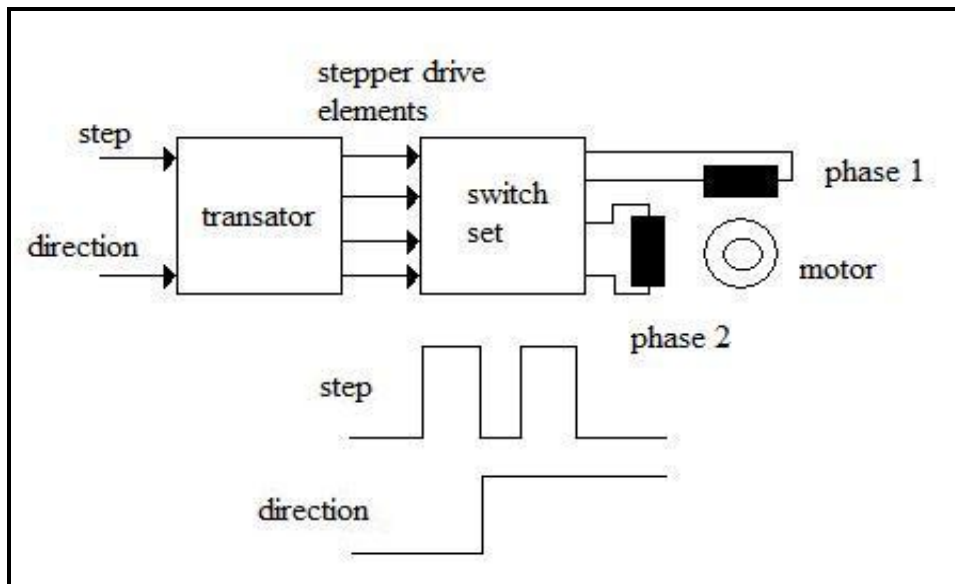 stepper drive
elements
step
direction
transator
switch
set
phase 1
motor
phase 2
step
direction